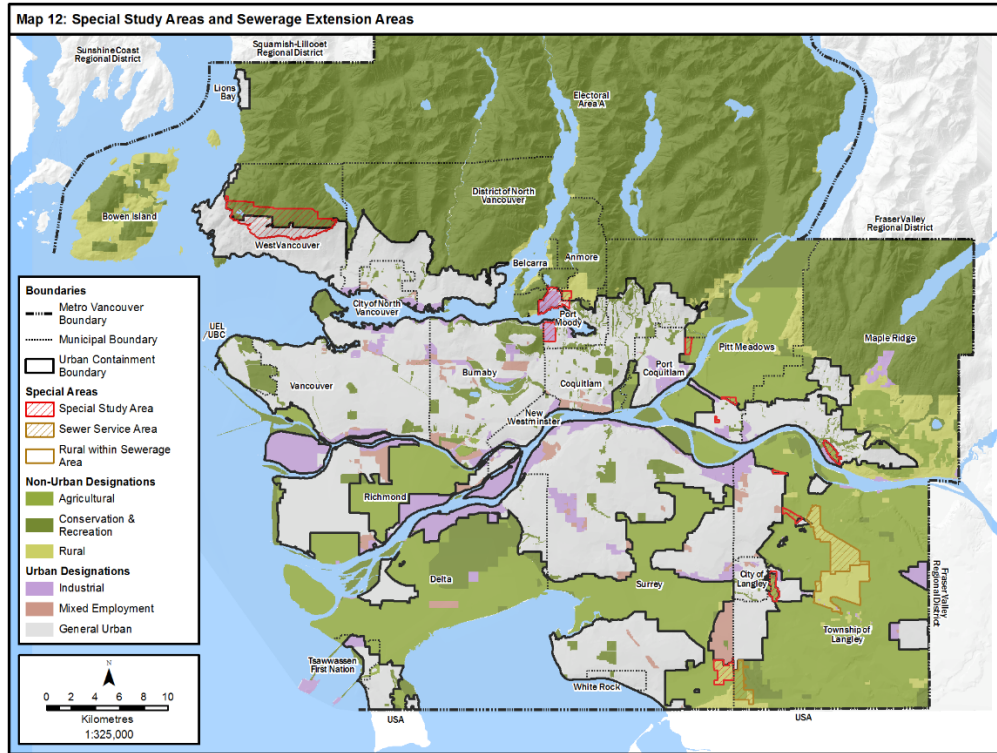 Map 12: Special Study Areas and Sewerage Extension Areas
Sunshine Coast
Regional District
Squamish-Lillooet
Regional District
Lions
Bay
Electoral
Area A
Bowen Island
District of North
Vancouver
Fraser Valley
Regional District
West Vancouver
Belcarra
Anmore
City of North
Vancouver
Port
Moody
UEL
/UBC
Pitt Meadows
Maple Ridge
Vancouver
Burnaby
Coquitlam
Port
Coquitlam
New
Westminster
Richmond
Delta
Surrey
City of
Langley
Township of
Langley
Fraser Valley
Regional District
Tsawwassen
First Nation
White Rock
USA
USA
Boundaries
Metro Vancouver
Boundary
Municipal Boundary
Urban Containment
Boundary
Special Areas
Special Study Area
Sewer Service Area
Rural within Sewerage
Area
Non-Urban Designations
Agricultural
Conservation &
Recreation
Rural
Urban Designations
Industrial
Mixed Employment
General Urban
N
0 2 4 6 8 10
Kilometres
1:325,000